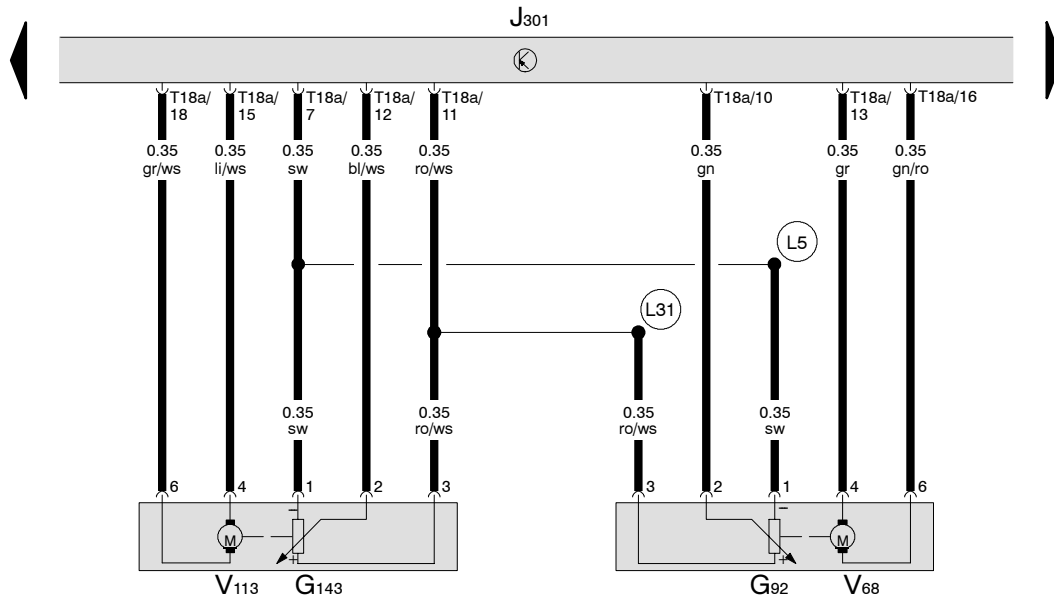 J301
T18a/
18
T18a/
15
T18a/
7
T18a/
12
T18a/
11
T18a/10
T18a/
13
T18a/16
0.35
gr/ws
0.35
li/ws
0.35
sw
0.35
bl/ws
0.35
ro/ws
0.35
gn
0.35
gr
0.35
gn/ro
L5
L31
0.35
sw
0.35
ro/ws
0.35
ro/ws
0.35
sw
6 4 1 2 3 3 2 1 4 6
− −
M M
+ +
V113 G143 G92 V68